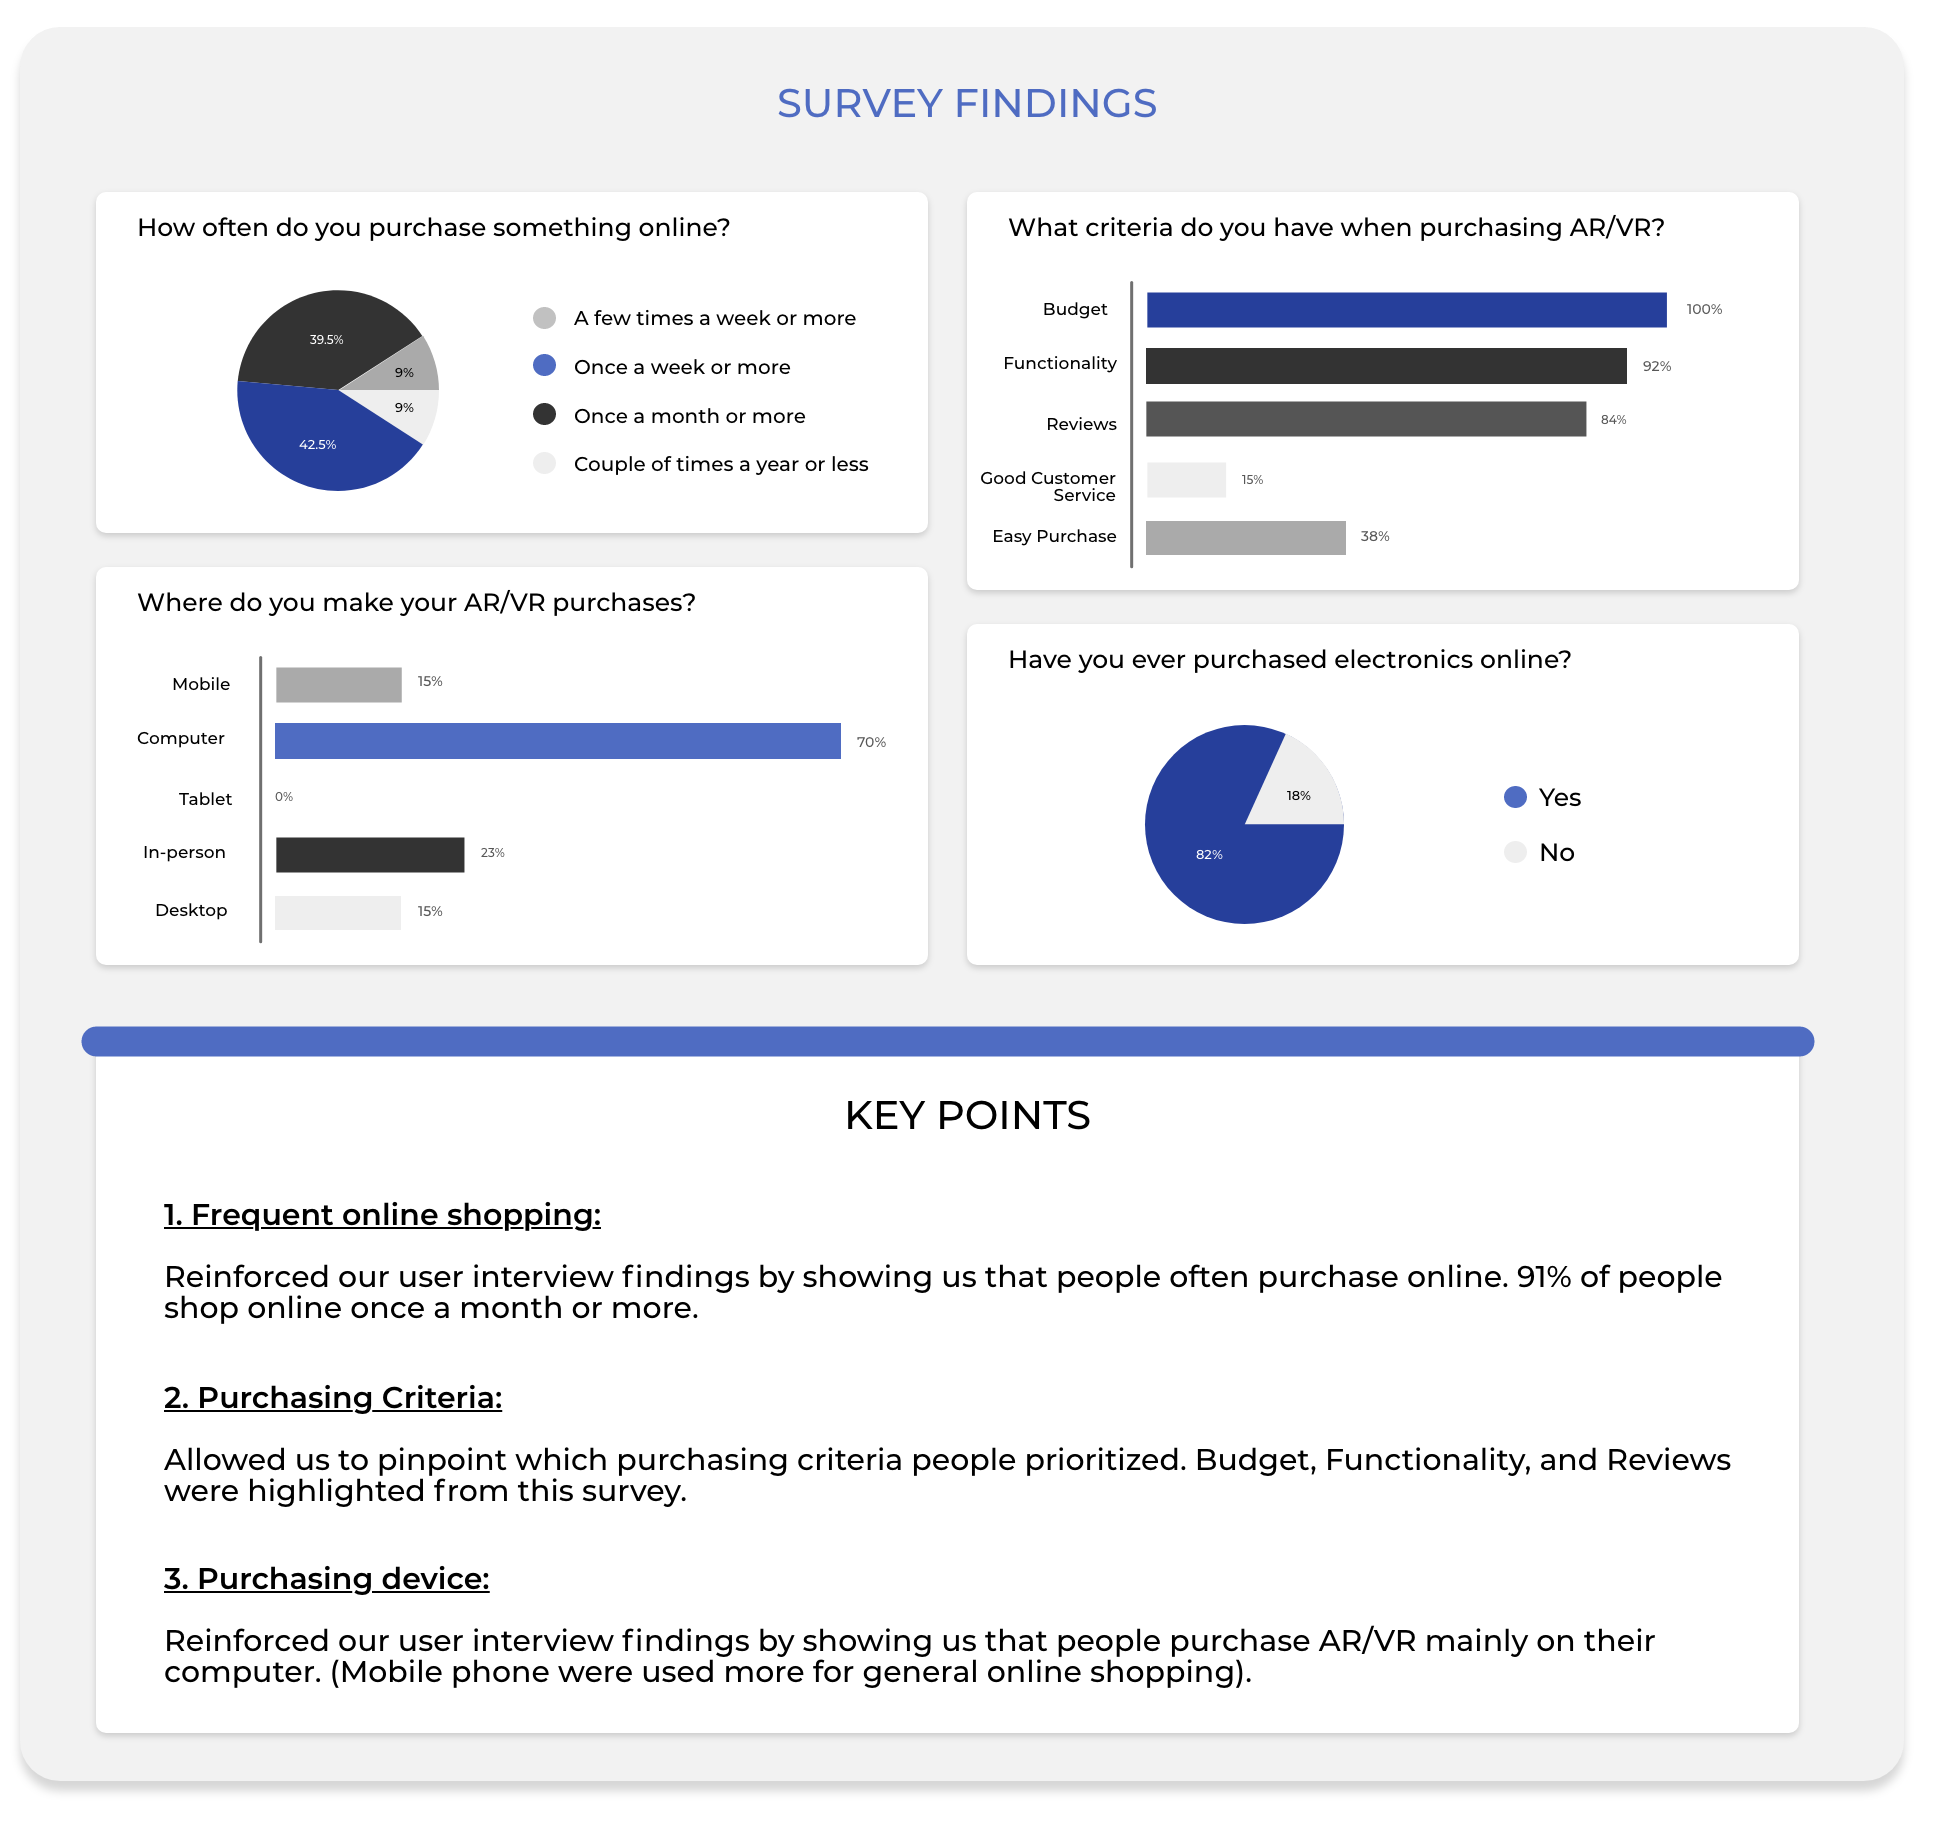 SURVEY FINDINGS
How often do you purchase something online?
39.5%
9%
9%
42.5%
A few times a week or more
Once a week or more
Once a month or more
Couple of times a year or less
What criteria do you have when purchasing AR/VR?
Budget
100%
Functionality
92%
Reviews
84%
Good Customer
Service
15%
Easy Purchase
38%
Where do you make your AR/VR purchases?
Mobile
15%
Computer
70%
Tablet
0%
In-person
23%
Desktop
15%
Have you ever purchased electronics online?
18%
82%
Yes
No
KEY POINTS
1. Frequent online shopping:
Reinforced our user interview findings by showing us that people often purchase online. 91% of people
shop online once a month or more.
2. Purchasing Criteria:
Allowed us to pinpoint which purchasing criteria people prioritized. Budget, Functionality, and Reviews
were highlighted from this survey.
3. Purchasing device:
Reinforced our user interview findings by showing us that people purchase AR/VR mainly on their
computer. (Mobile phone were used more for general online shopping).